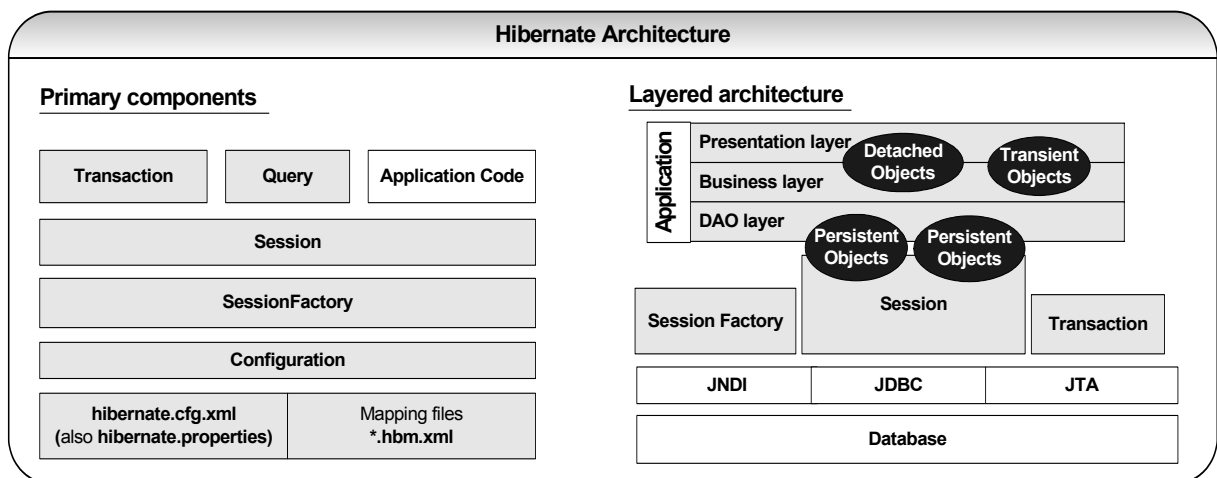 Hibernate Architecture
Primary components
Transaction
Query
Application Code
Session
SessionFactory
Configuration
hibernate.cfg.xml
(also hibernate.properties)
Mapping files
*.hbm.xml
Layered architecture
Application
Presentation layer
Business layer
DAO layer
Detached
Objects
Transient
Objects
Persistent
Objects
Persistent
Objects
Session Factory
Session
Transaction
JNDI
JDBC
JTA
Database